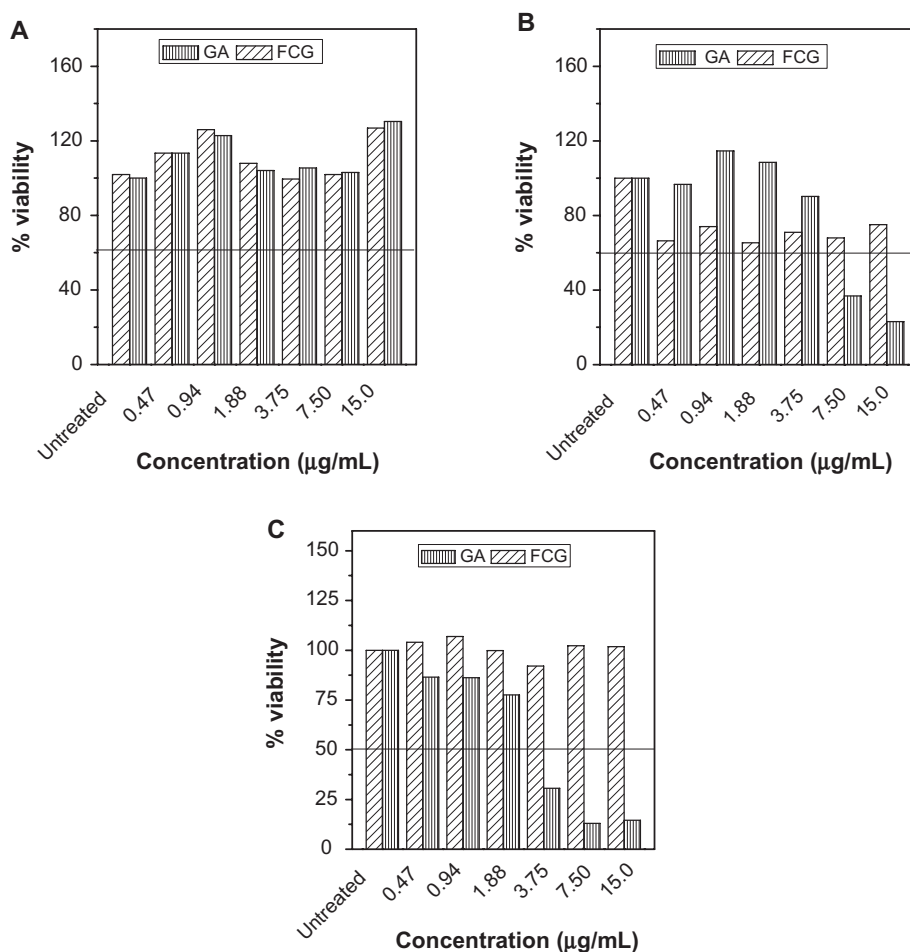 A
GA FCG
160
120
80
40
0
% viability
Untreated 0.47 0.94 1.88 3.75 7.50 15.0
Concentration (μg/mL)
B
GA FCG
160
120
80
40
0
% viability
Untreated 0.47 0.94 1.88 3.75 7.50 15.0
Concentration (μg/mL)
C
GA FCG
150
125
100
75
50
25
0
% viability
Untreated 0.47 0.94 1.88 3.75 7.50 15.0
Concentration (μg/mL)